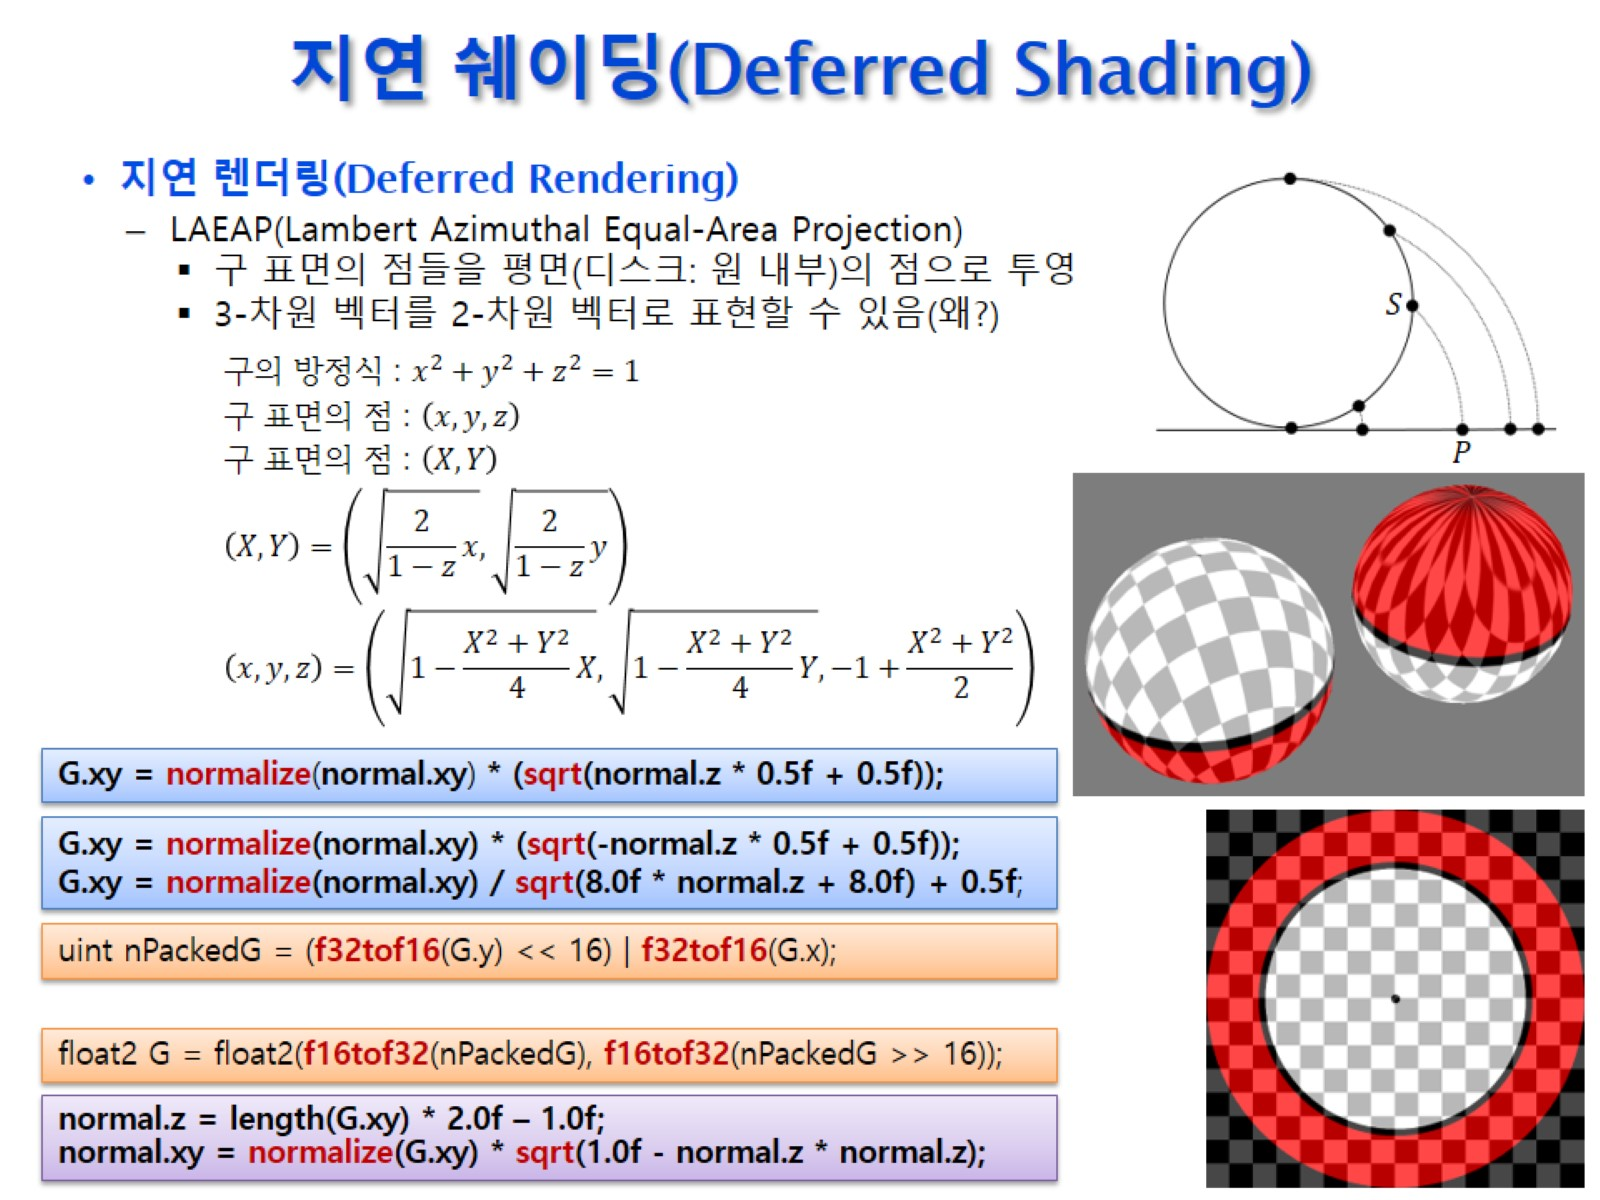 지연 쉐이딩(Deferred Shading)
• 지연 렌더링(Deferred Rendering)
– LAEAP(Lambert Azimuthal Equal-Area Projection)
▪ 구 표면의 점들을 평면(디스크: 원 내부)의 점으로 투영
▪ 3-차원 벡터를 2-차원 벡터로 표현할 수 있음(왜?)
구의 방정식 : x² + y² + z² = 1
구 표면의 점 : (x, y, z)
구 표면의 점 : (X, Y)
(X, Y) = (√(2/(1 − z)) x, √(2/(1 − z)) y)
(x, y, z) = (√(1 − (X² + Y²)/4) X, √(1 − (X² + Y²)/4) Y, −1 + (X² + Y²)/2)
S
P
G.xy = normalize(normal.xy) * (sqrt(normal.z * 0.5f + 0.5f));
G.xy = normalize(normal.xy) * (sqrt(-normal.z * 0.5f + 0.5f));
G.xy = normalize(normal.xy) / sqrt(8.0f * normal.z + 8.0f) + 0.5f;
uint nPackedG = (f32tof16(G.y) << 16) | f32tof16(G.x);
float2 G = float2(f16tof32(nPackedG), f16tof32(nPackedG >> 16));
normal.z = length(G.xy) * 2.0f – 1.0f;
normal.xy = normalize(G.xy) * sqrt(1.0f - normal.z * normal.z);